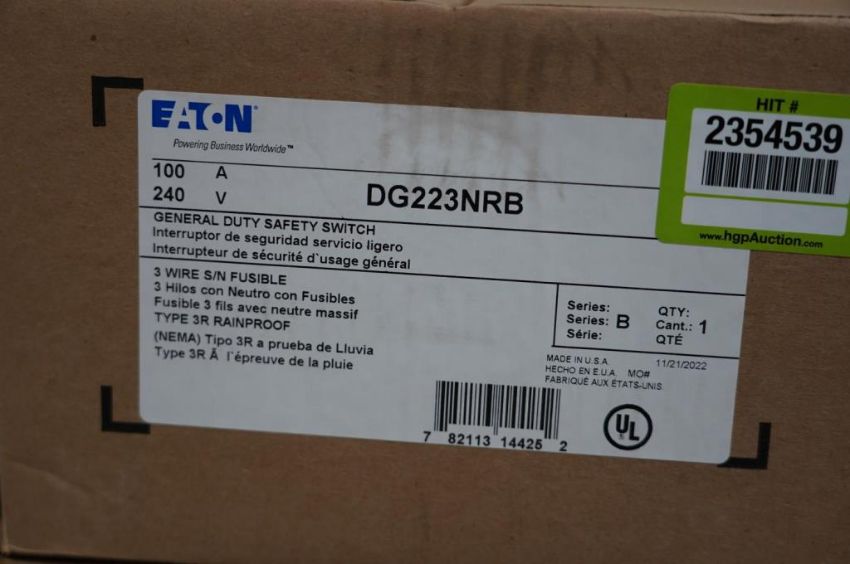 EATON
Powering Business Worldwide™
100 A
240 V
DG223NRB
GENERAL DUTY SAFETY SWITCH
Interruptor de seguridad servicio ligero
Interrupteur de sécurité d`usage général
3 WIRE S/N FUSIBLE
3 Hilos con Neutro con Fusibles
Fusible 3 fils avec neutre massif
TYPE 3R RAINPROOF
(NEMA) Tipo 3R a prueba de Lluvia
Type 3R Ä l`épreuve de la pluie
Series:
Series: B
Série:
QTY:
Cant.: 1
QTÉ
MADE IN U.S.A.
HECHO EN E.U.A. MO#
FABRIQUÉ AUX ÉTATS-UNIS
11/21/2022
7 82113 14425 2
UL
HIT #
2354539
www.hgpAuction.com